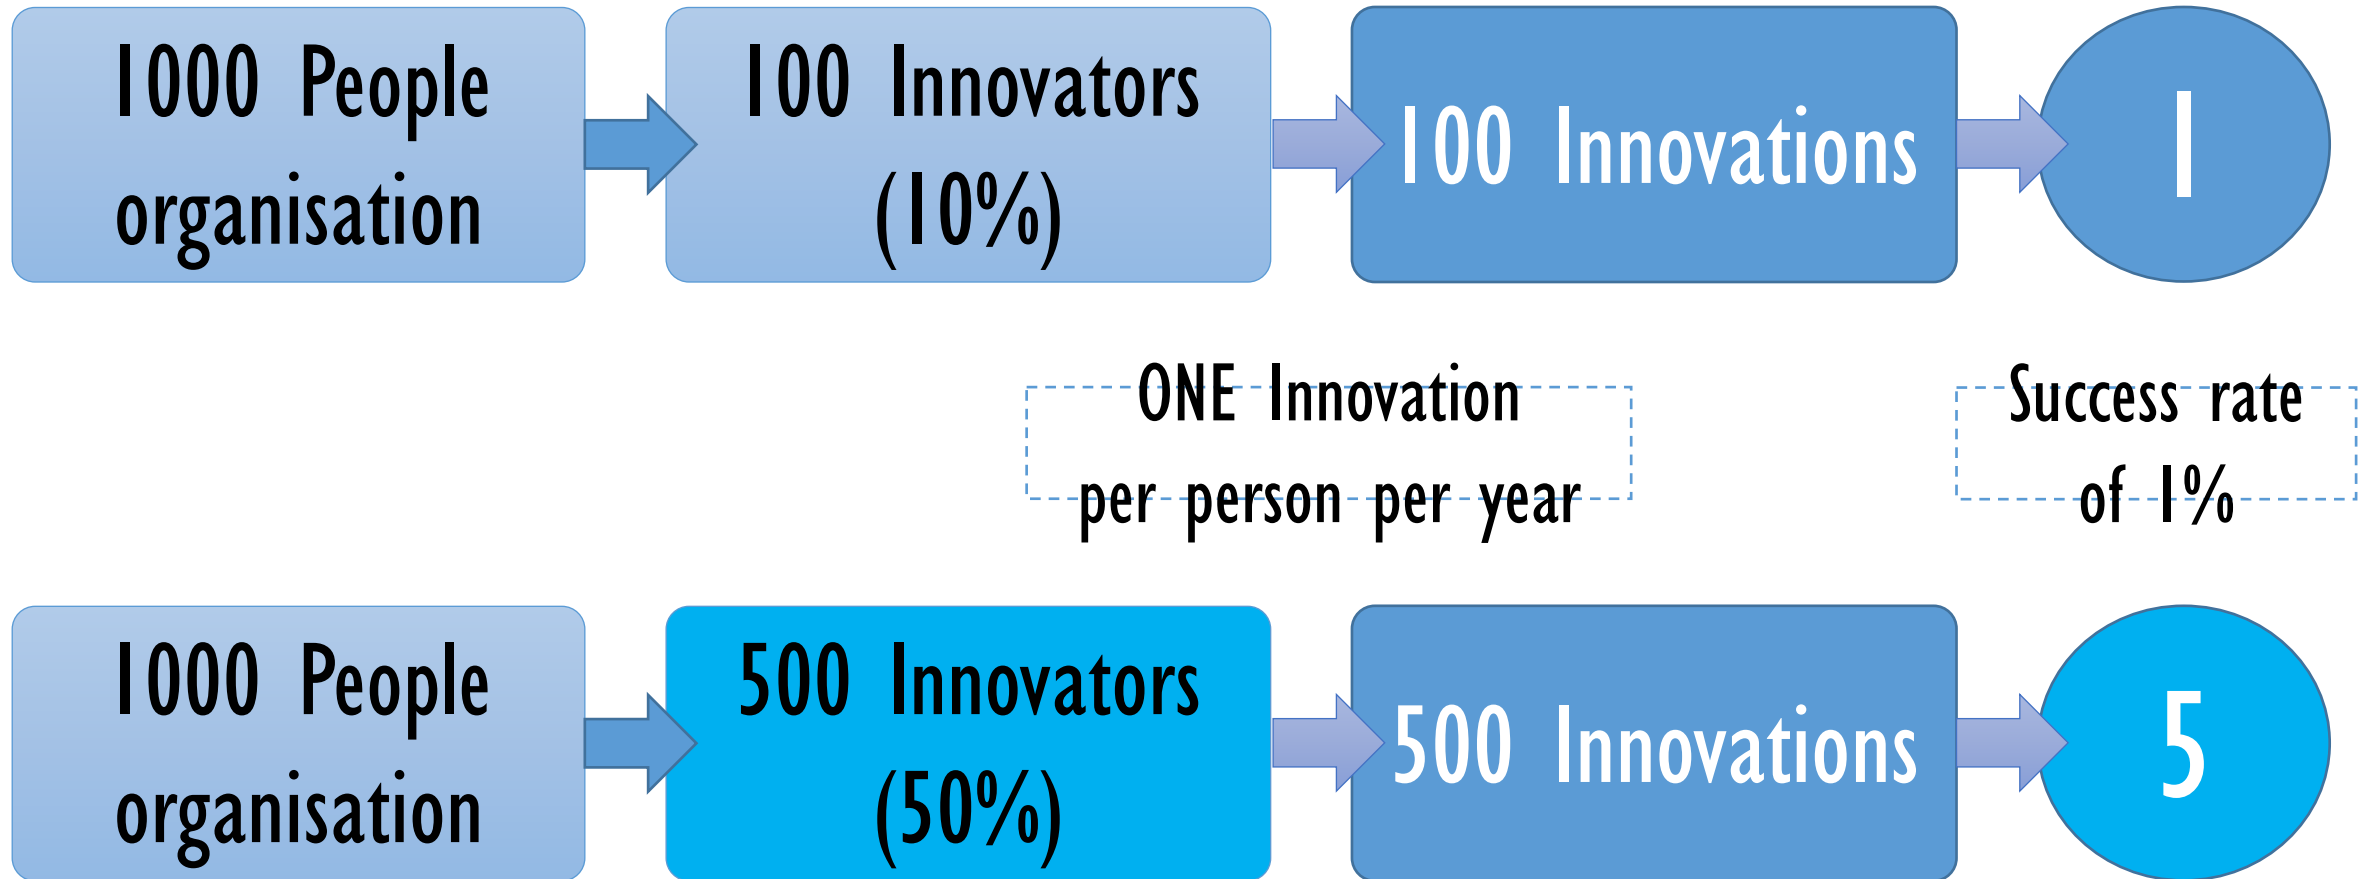 1000 People
organisation
100 Innovators
(10%)
100 Innovations
1
ONE Innovation
per person per year
Success rate
of 1%
1000 People
organisation
500 Innovators
(50%)
500 Innovations
5